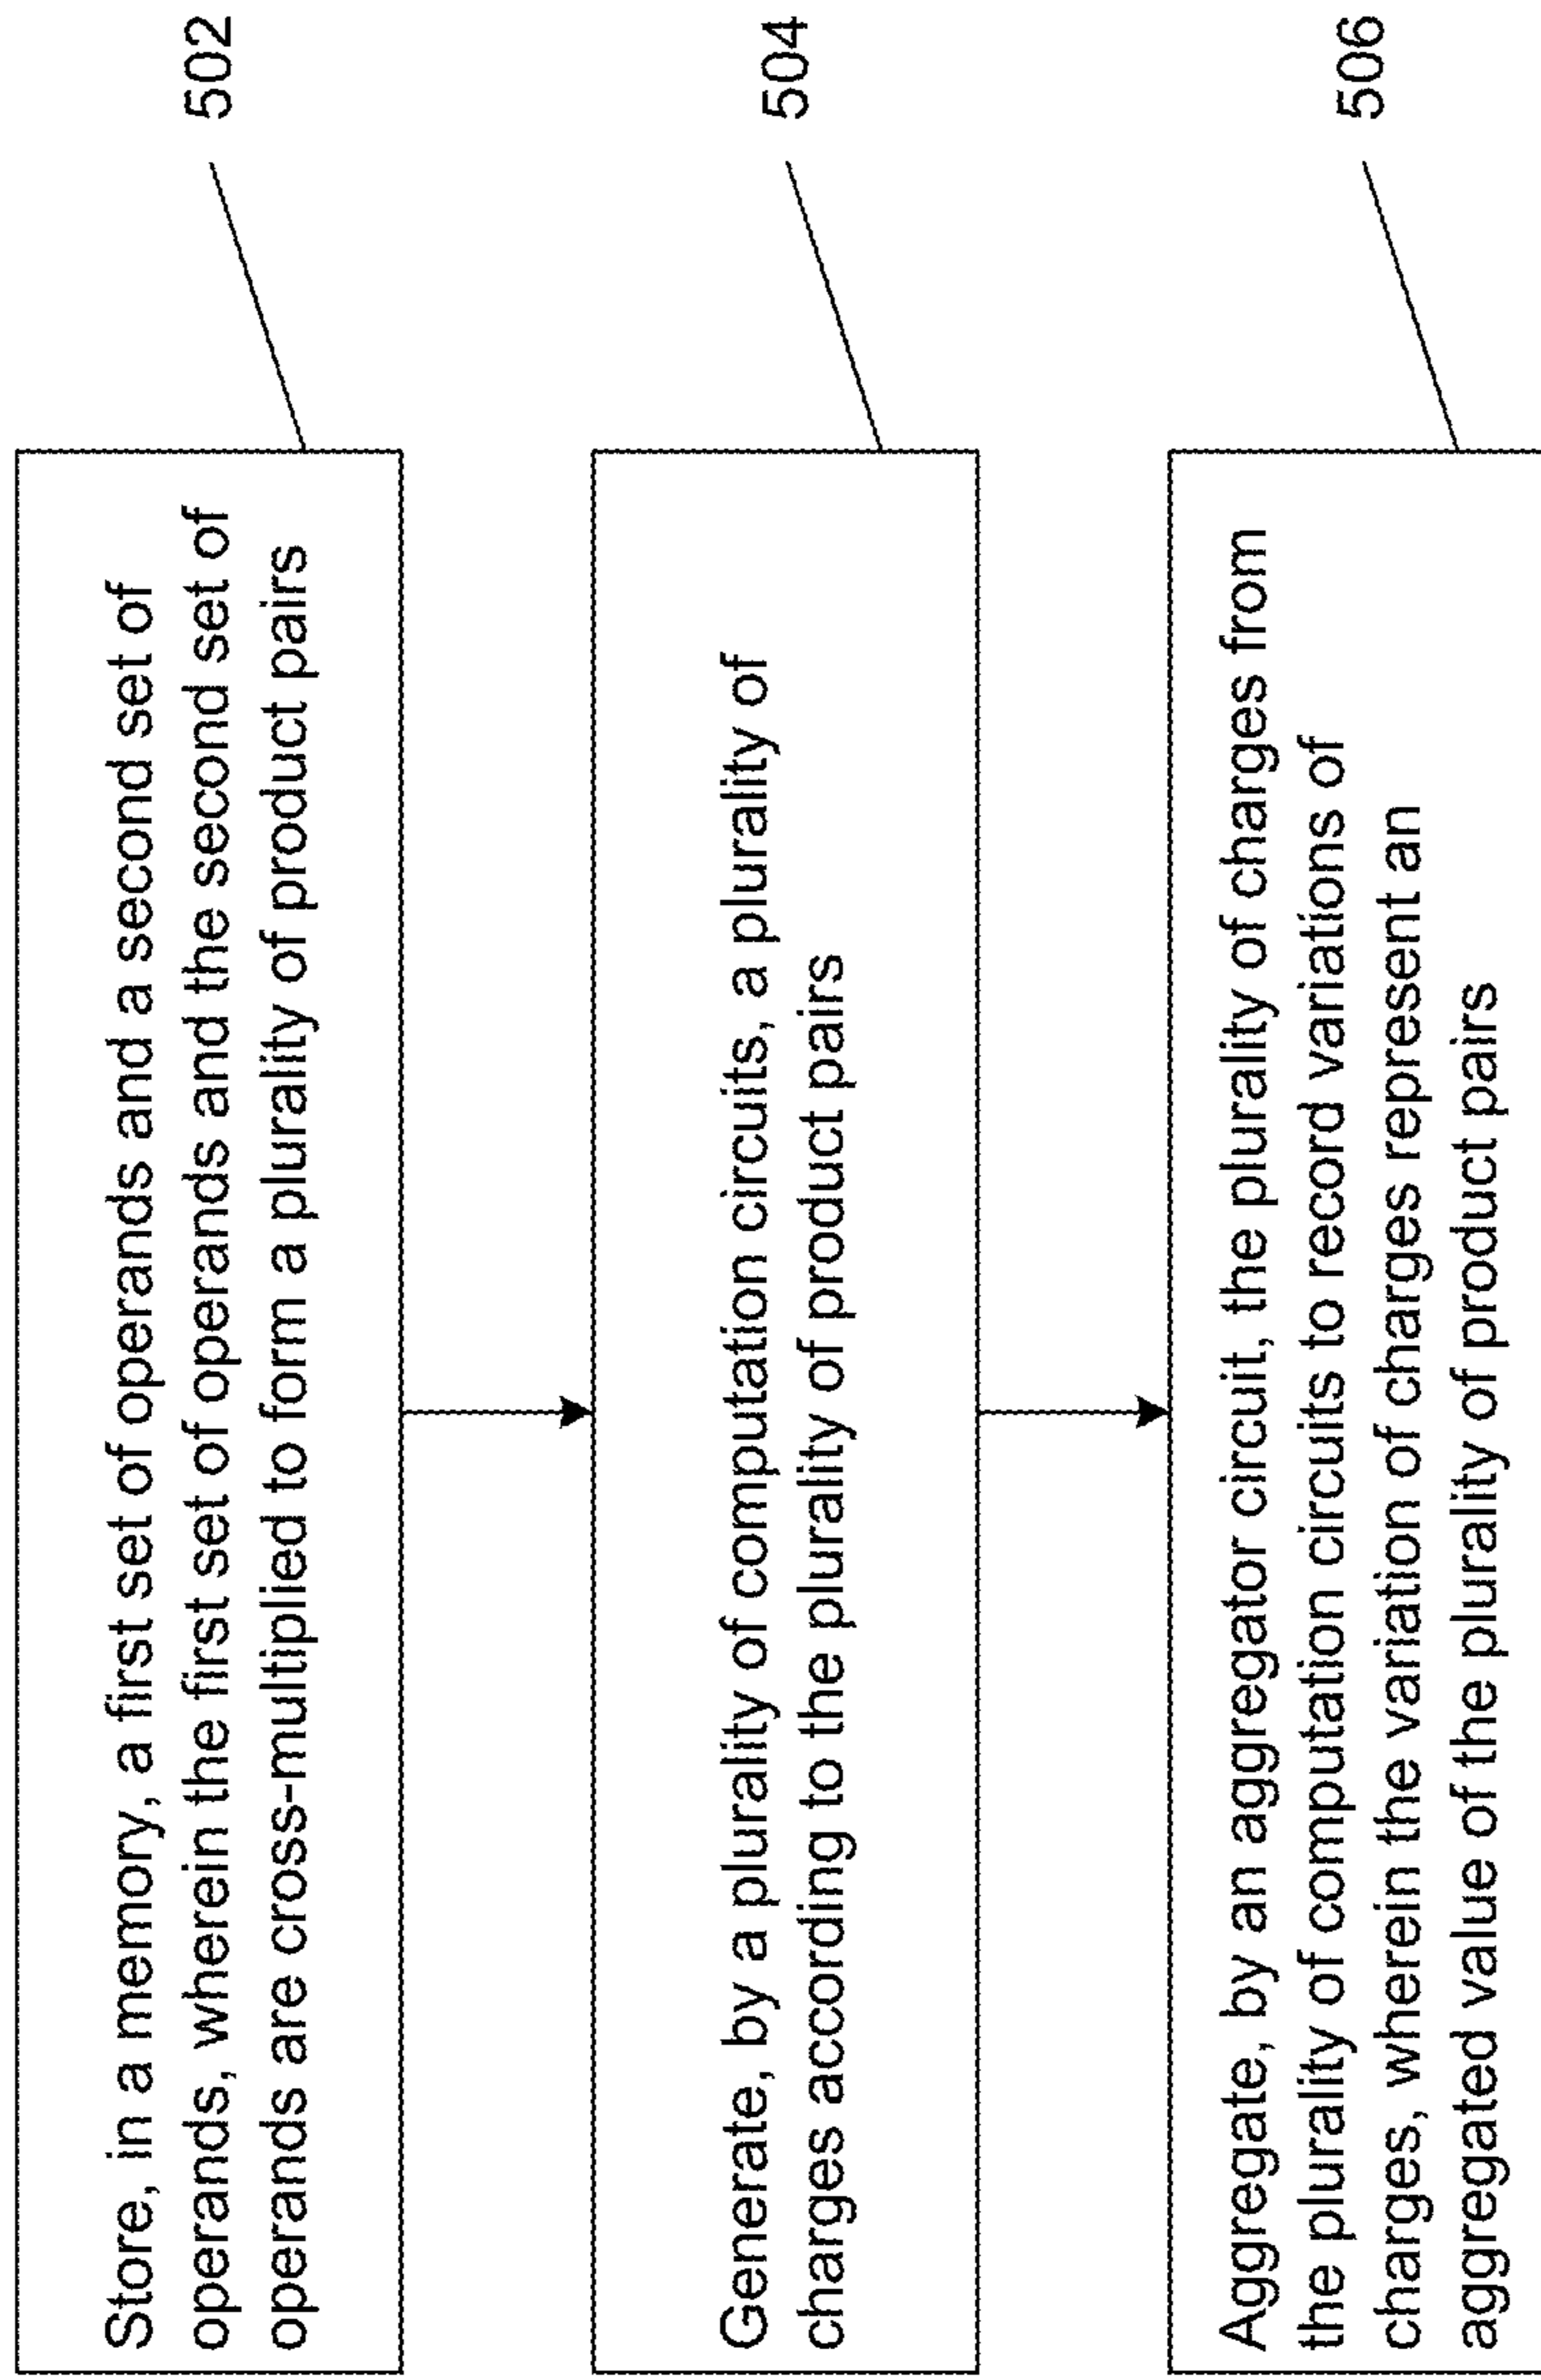 Store, in a memory, a first set of operands and a second set of
operands, wherein the first set of operands and the second set of
operands are cross-multiplied to form a plurality of product pairs
502
Generate, by a plurality of computation circuits, a plurality of
charges according to the plurality of product pairs
504
Aggregate, by an aggregator circuit, the plurality of charges from
the plurality of computation circuits to record variations of
charges, wherein the variation of charges represent an
aggregated value of the plurality of product pairs
506